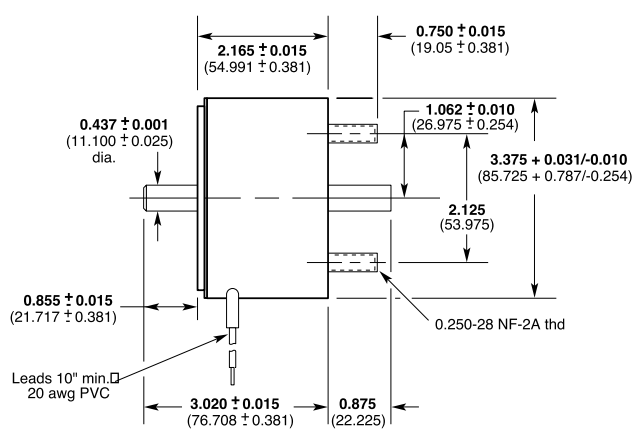 0.750 ± 0.015
(19.05 ± 0.381)
2.165 ± 0.015
(54.991 ± 0.381)
1.062 ± 0.010
(26.975 ± 0.254)
0.437 ± 0.001
(11.100 ± 0.025)
dia.
3.375 + 0.031/-0.010
(85.725 + 0.787/-0.254)
2.125
(53.975)
0.855 ± 0.015
(21.717 ± 0.381)
0.250-28 NF-2A thd
Leads 10" min.□
20 awg PVC
3.020 ± 0.015
(76.708 ± 0.381)
0.875
(22.225)